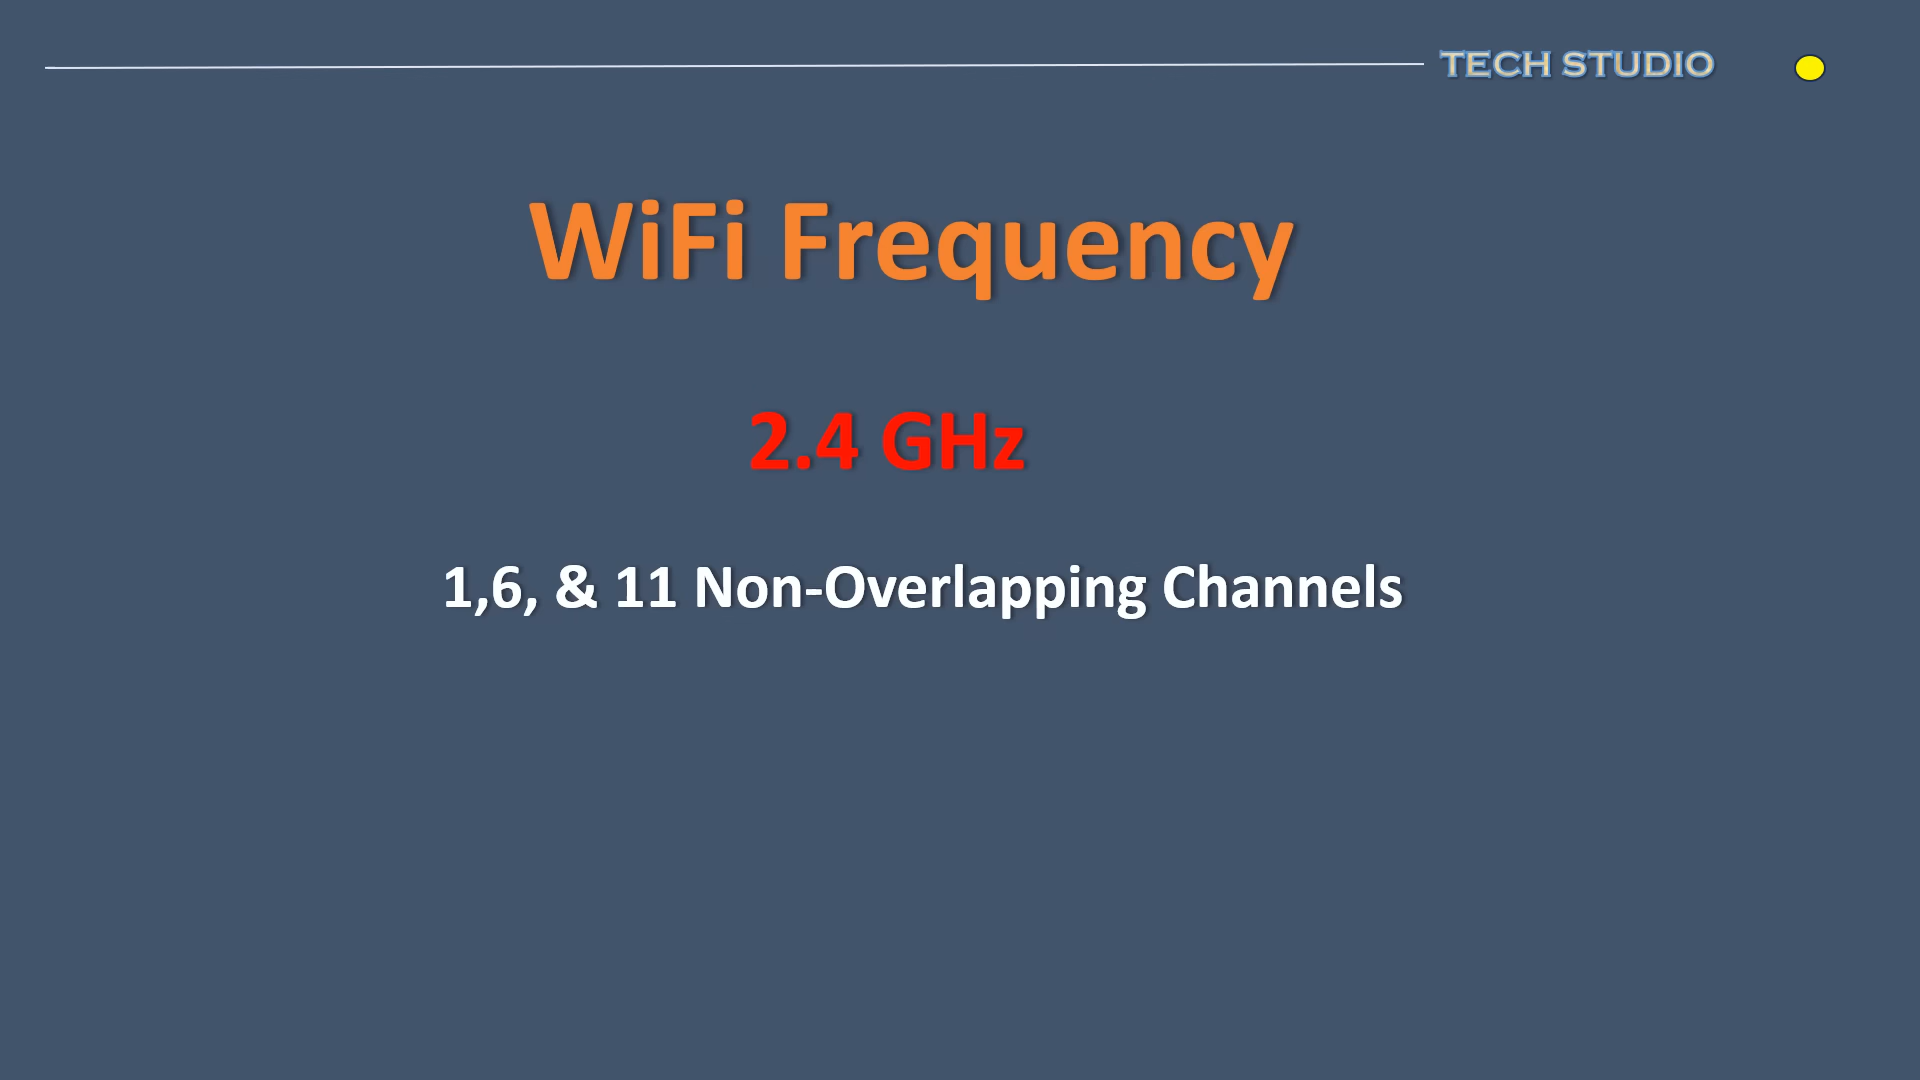 TECH STUDIO
WiFi Frequency
2.4 GHz
1,6, & 11 Non-Overlapping Channels